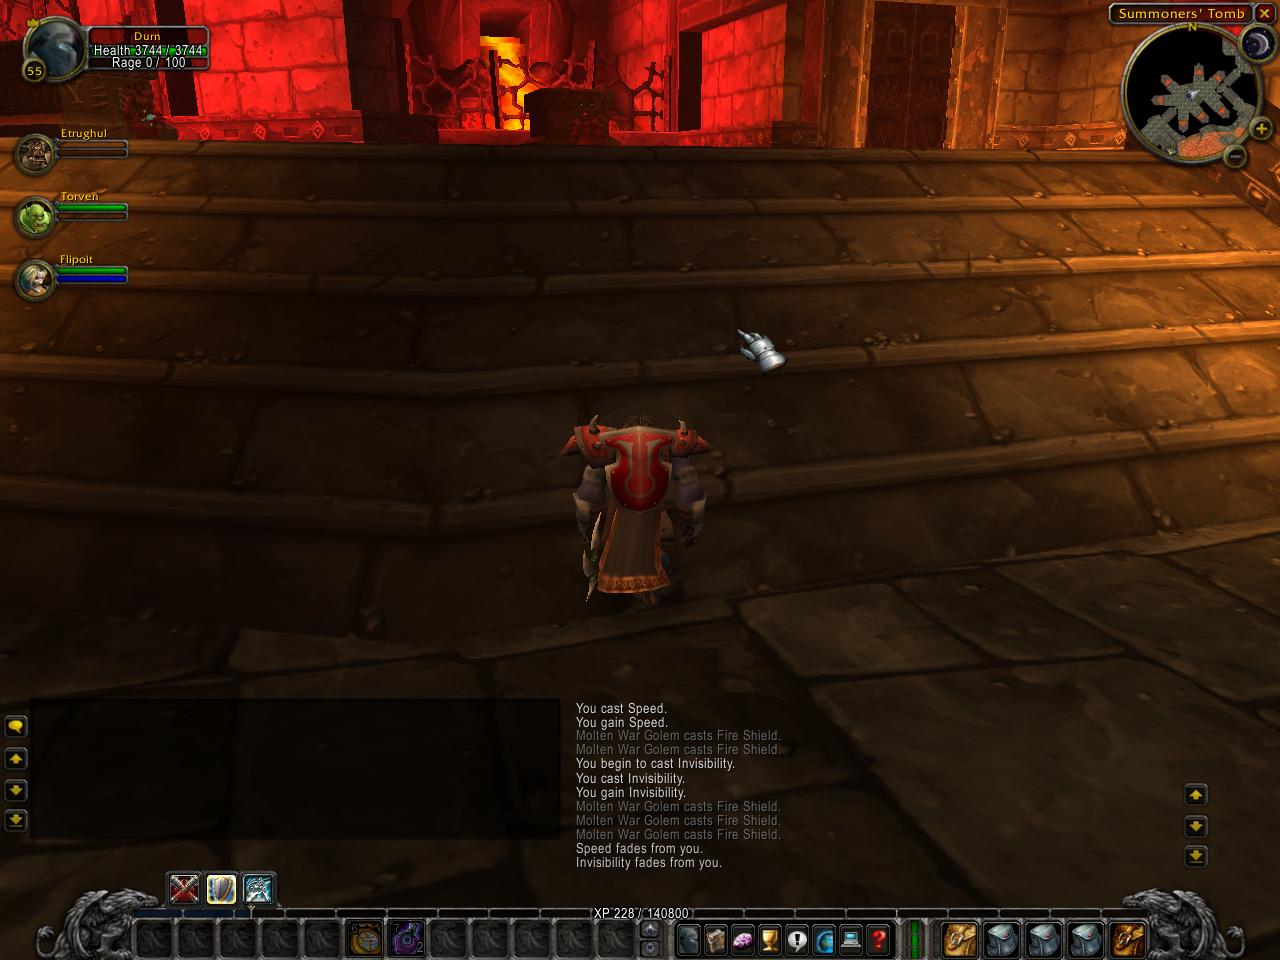 Summoners' Tomb
N
Durn
Health 3744 / 3744
Rage 0 / 100
55
Etrughul
Torven
Flipoit
You cast Speed.
You gain Speed.
Molten War Golem casts Fire Shield.
Molten War Golem casts Fire Shield.
You begin to cast Invisibility.
You cast Invisibility.
You gain Invisibility.
Molten War Golem casts Fire Shield.
Molten War Golem casts Fire Shield.
Molten War Golem casts Fire Shield.
Speed fades from you.
Invisibility fades from you.
XP 228 / 140800
6
2